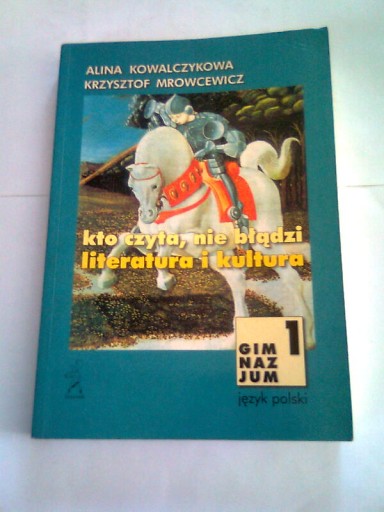 ALINA KOWALCZYKOWA
KRZYSZTOF MROWCEWICZ
kto czyta, nie błądzi
literatura i kultura
1
GIM
NAZ
JUM
język polski